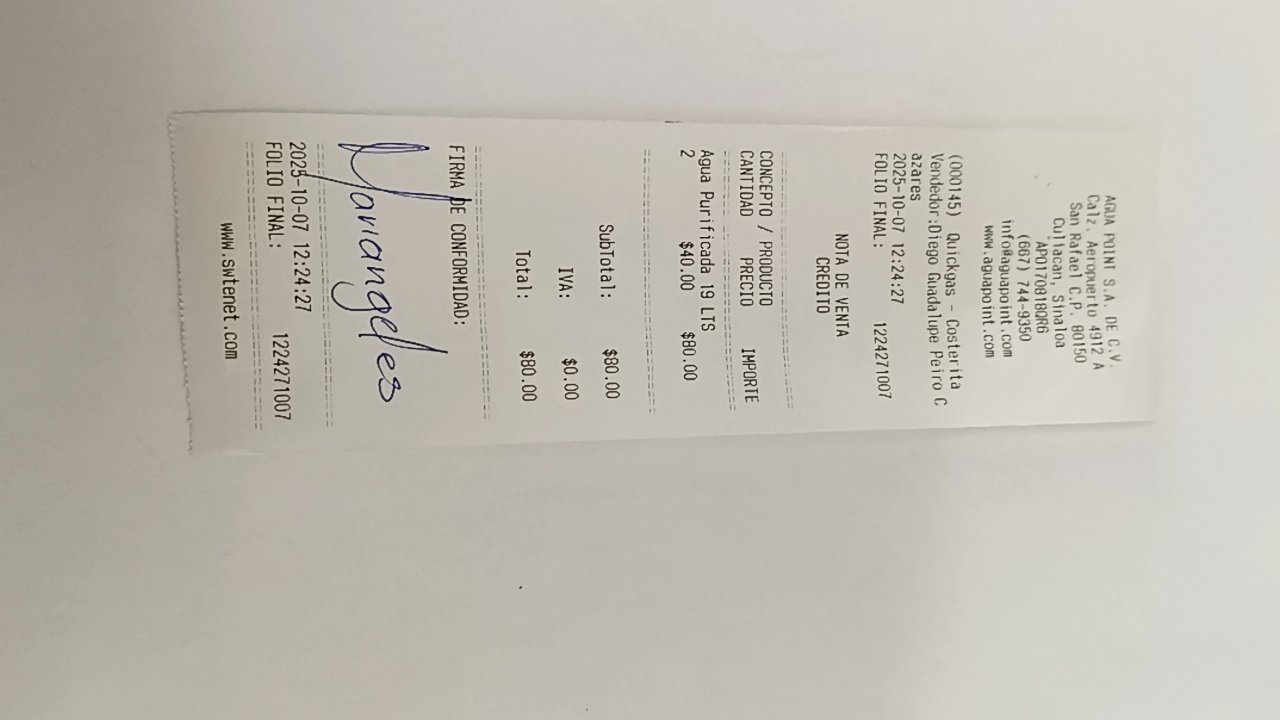 AGUA POINT S.A. DE C.V.
Calz. Aeropuerto 4912 A
San Rafael C.P. 80150
Culiacan, Sinaloa
APO170818QR6
(667) 744-9350
info@aguapoint.com
www.aguapoint.com
(000145) Quickgas - Costerita
Vendedor:Diego Guadalupe Peiro C
azares
2025-10-07 12:24:27
FOLIO FINAL: 1224271007
NOTA DE VENTA
CREDITO
CONCEPTO / PRODUCTO
CANTIDAD PRECIO IMPORTE
Agua Purificada 19 LTS
2 $40.00 $80.00
SubTotal: $80.00
IVA: $0.00
Total: $80.00
FIRMA DE CONFORMIDAD:
Mariangeles
2025-10-07 12:24:27
FOLIO FINAL: 1224271007
www.swtenet.com